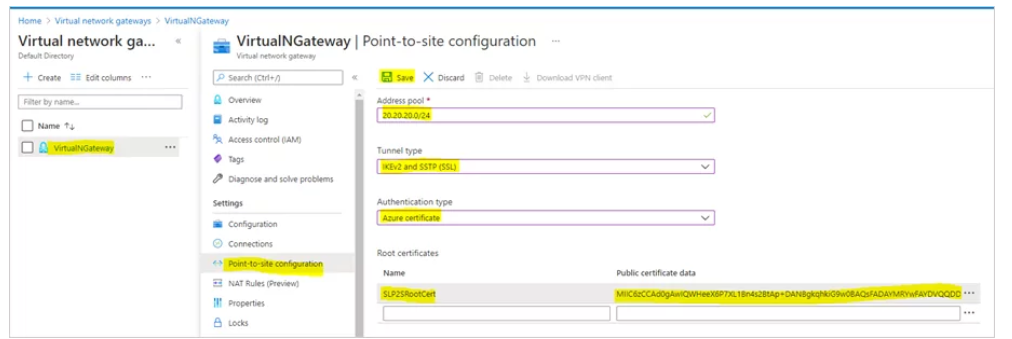 Home > Virtual network gateways > VirtualNGateway
Virtual network ga... «
Default Directory
+ Create Edit columns ...
Filter by name...
Name ↑↓
VirtualNGateway ...
VirtualNGateway | Point-to-site configuration ...
Virtual network gateway
Search (Ctrl+/) «
Overview
Activity log
Access control (IAM)
Tags
Diagnose and solve problems
Settings
Configuration
Connections
Point-to-site configuration
NAT Rules (Preview)
Properties
Locks
Save Discard Delete Download VPN client
Address pool *
20.20.20.0/24
Tunnel type
IKEv2 and SSTP (SSL)
Authentication type
Azure certificate
Root certificates
Name Public certificate data
SLP2SRootCert ...
...